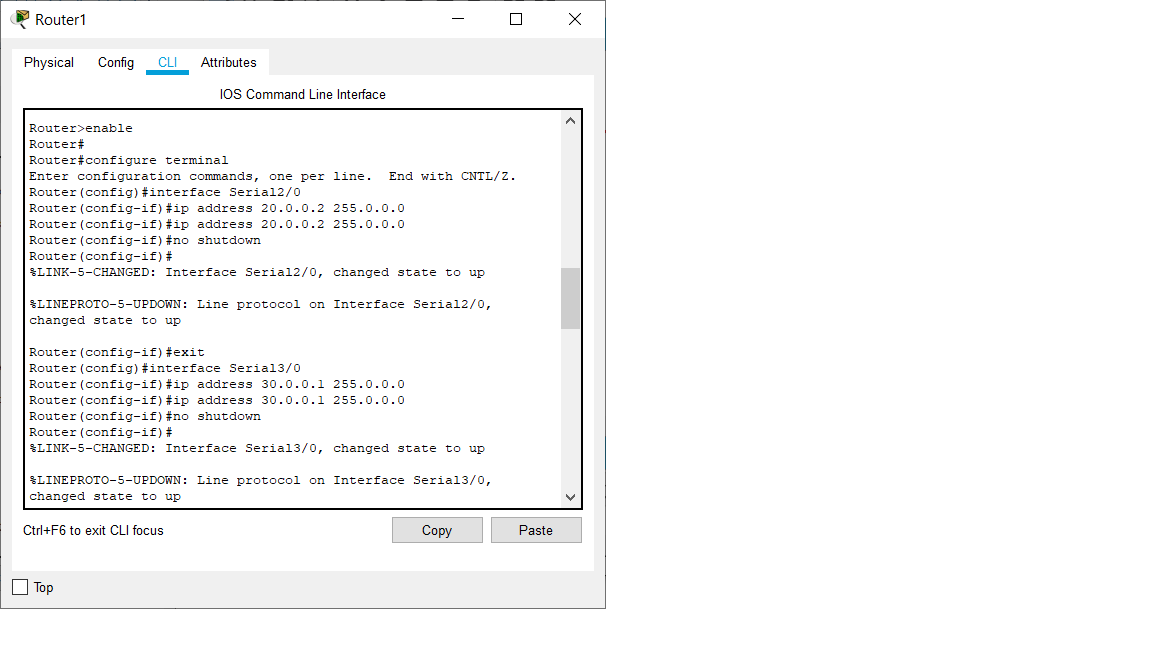 Router1
Physical Config CLI Attributes
IOS Command Line Interface
Router>enable
Router#
Router#configure terminal
Enter configuration commands, one per line.  End with CNTL/Z.
Router(config)#interface Serial2/0
Router(config-if)#ip address 20.0.0.2 255.0.0.0
Router(config-if)#ip address 20.0.0.2 255.0.0.0
Router(config-if)#no shutdown
Router(config-if)#
%LINK-5-CHANGED: Interface Serial2/0, changed state to up
%LINEPROTO-5-UPDOWN: Line protocol on Interface Serial2/0,
changed state to up
Router(config-if)#exit
Router(config)#interface Serial3/0
Router(config-if)#ip address 30.0.0.1 255.0.0.0
Router(config-if)#ip address 30.0.0.1 255.0.0.0
Router(config-if)#no shutdown
Router(config-if)#
%LINK-5-CHANGED: Interface Serial3/0, changed state to up
%LINEPROTO-5-UPDOWN: Line protocol on Interface Serial3/0,
changed state to up
Ctrl+F6 to exit CLI focus Copy Paste
Top